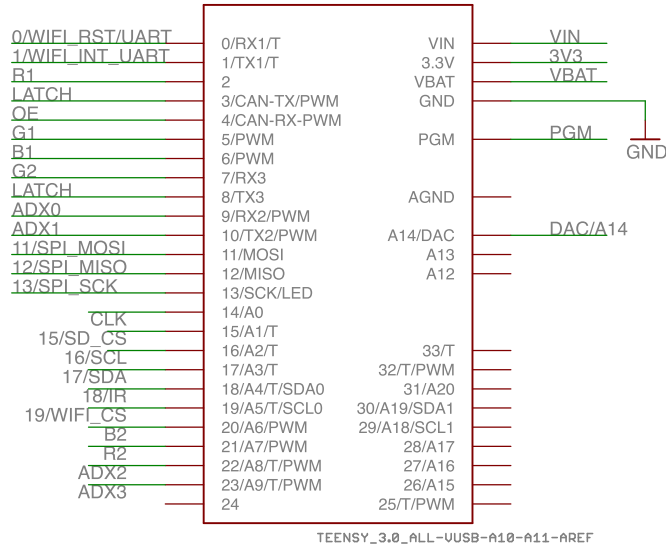 0/WIFI_RST/UART
1/WIFI_INT_UART
R1
LATCH
OE
G1
B1
G2
LATCH
ADX0
ADX1
11/SPI_MOSI
12/SPI_MISO
13/SPI_SCK
CLK
15/SD_CS
16/SCL
17/SDA
18/IR
19/WIFI_CS
B2
R2
ADX2
ADX3
0/RX1/T
1/TX1/T
2
3/CAN-TX/PWM
4/CAN-RX-PWM
5/PWM
6/PWM
7/RX3
8/TX3
9/RX2/PWM
10/TX2/PWM
11/MOSI
12/MISO
13/SCK/LED
14/A0
15/A1/T
16/A2/T
17/A3/T
18/A4/T/SDA0
19/A5/T/SCL0
20/A6/PWM
21/A7/PWM
22/A8/T/PWM
23/A9/T/PWM
24
VIN
3.3V
VBAT
GND
PGM
AGND
A14/DAC
A13
A12
33/T
32/T/PWM
31/A20
30/A19/SDA1
29/A18/SCL1
28/A17
27/A16
26/A15
25/T/PWM
VIN
3V3
VBAT
PGM
GND
DAC/A14
TEENSY_3.0_ALL-VUSB-A10-A11-AREF